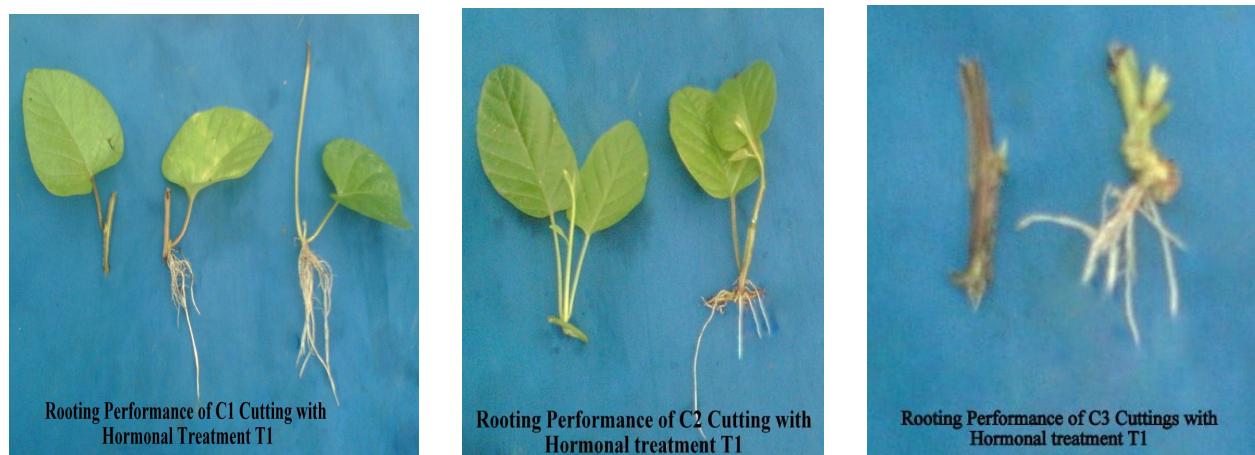 Rooting Performance of C1 Cutting with
Hormonal Treatment T1
Rooting Performance of C2 Cutting with
Hormonal treatment T1
Rooting Performance of C3 Cuttings with
Hormonal treatment T1